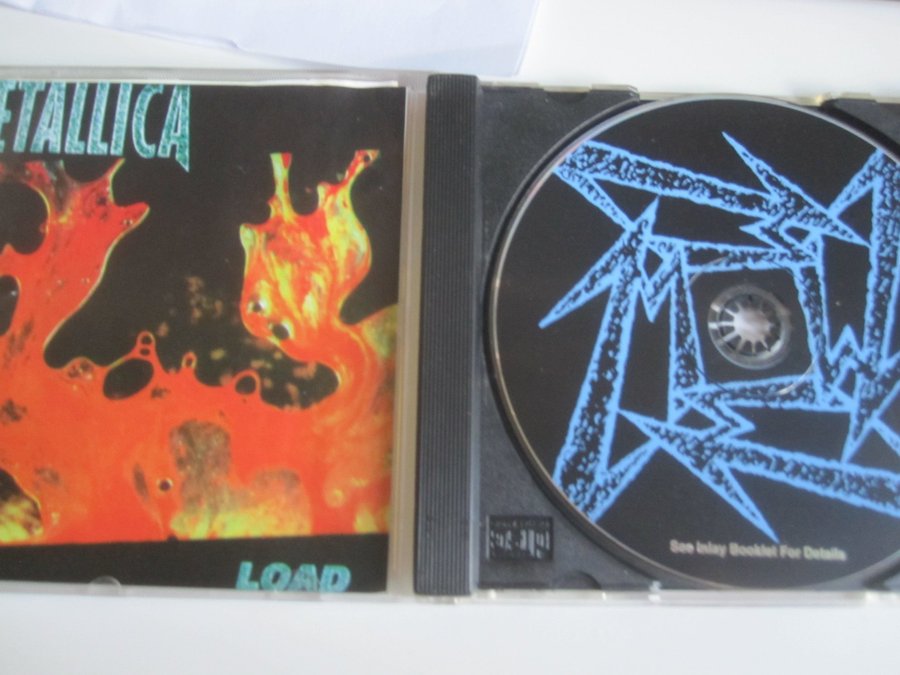 ETALLICA
LOAD
See Inlay Booklet For Details